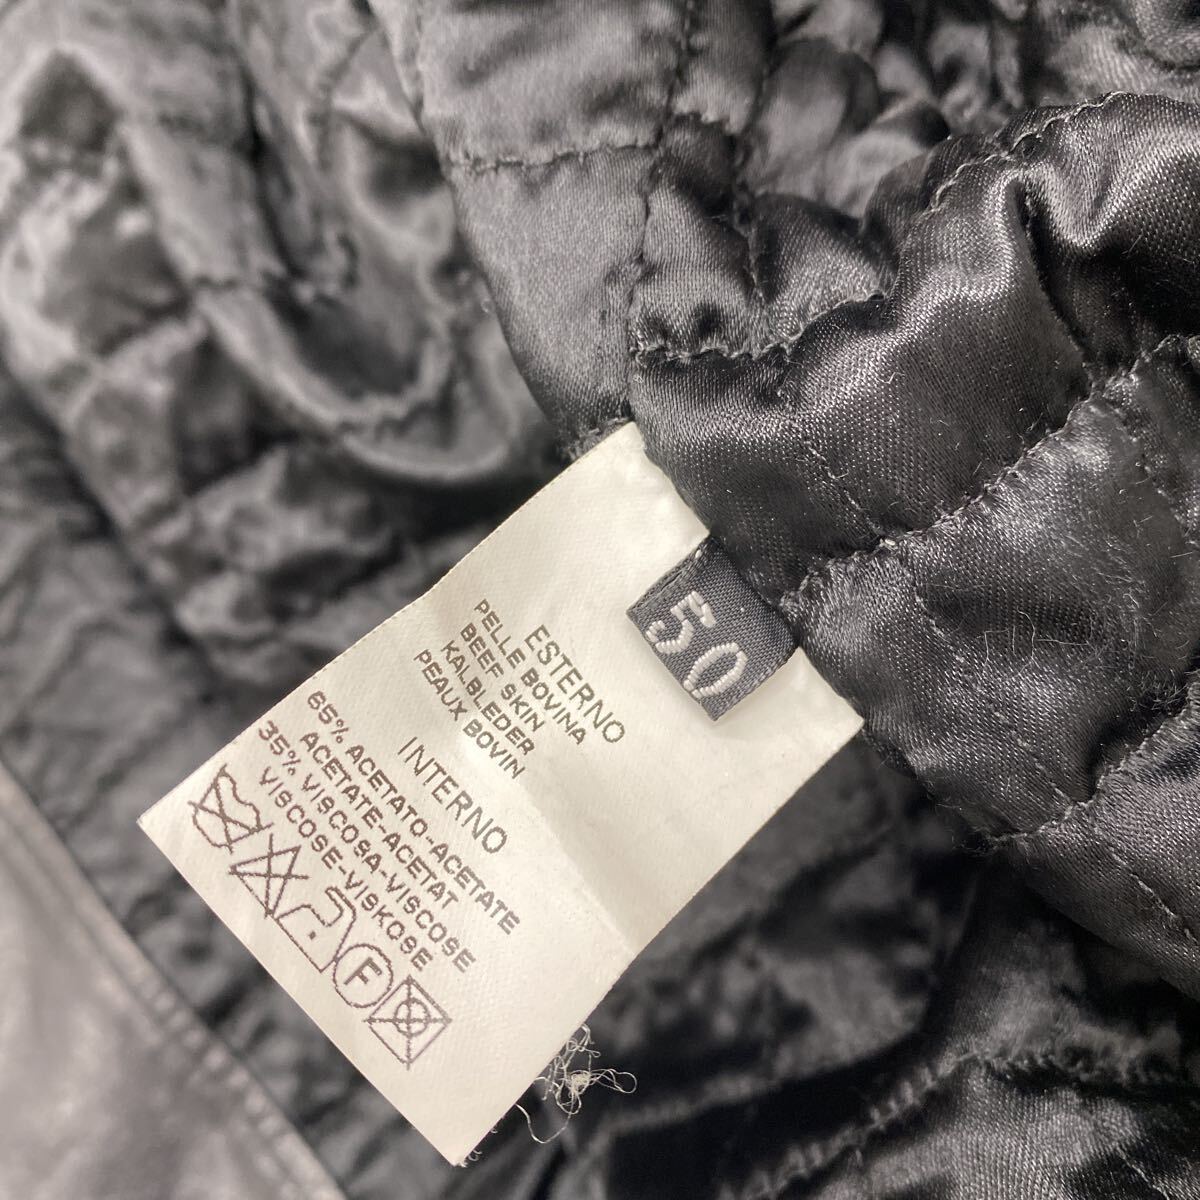 50
ESTERNO
PELLE BOVINA
BEEF SKIN
KALBLEDER
PEAUX BOVIN
INTERNO
65% ACETATO-ACETATE
ACETATE-ACETAT
35% VISCOSA-VISCOSE
VISCOSE-VISKOSE
F